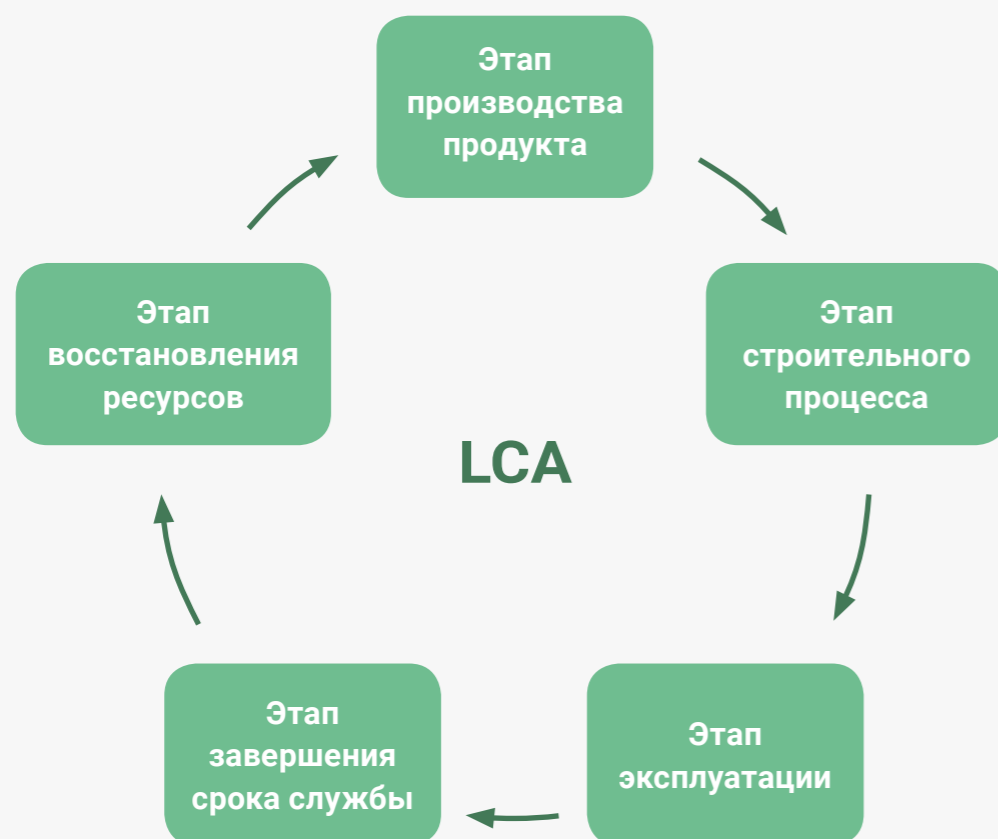 Этап
производства
продукта
Этап
восстановления
ресурсов
Этап
строительного
процесса
LCA
Этап
завершения
срока службы
Этап
эксплуатации